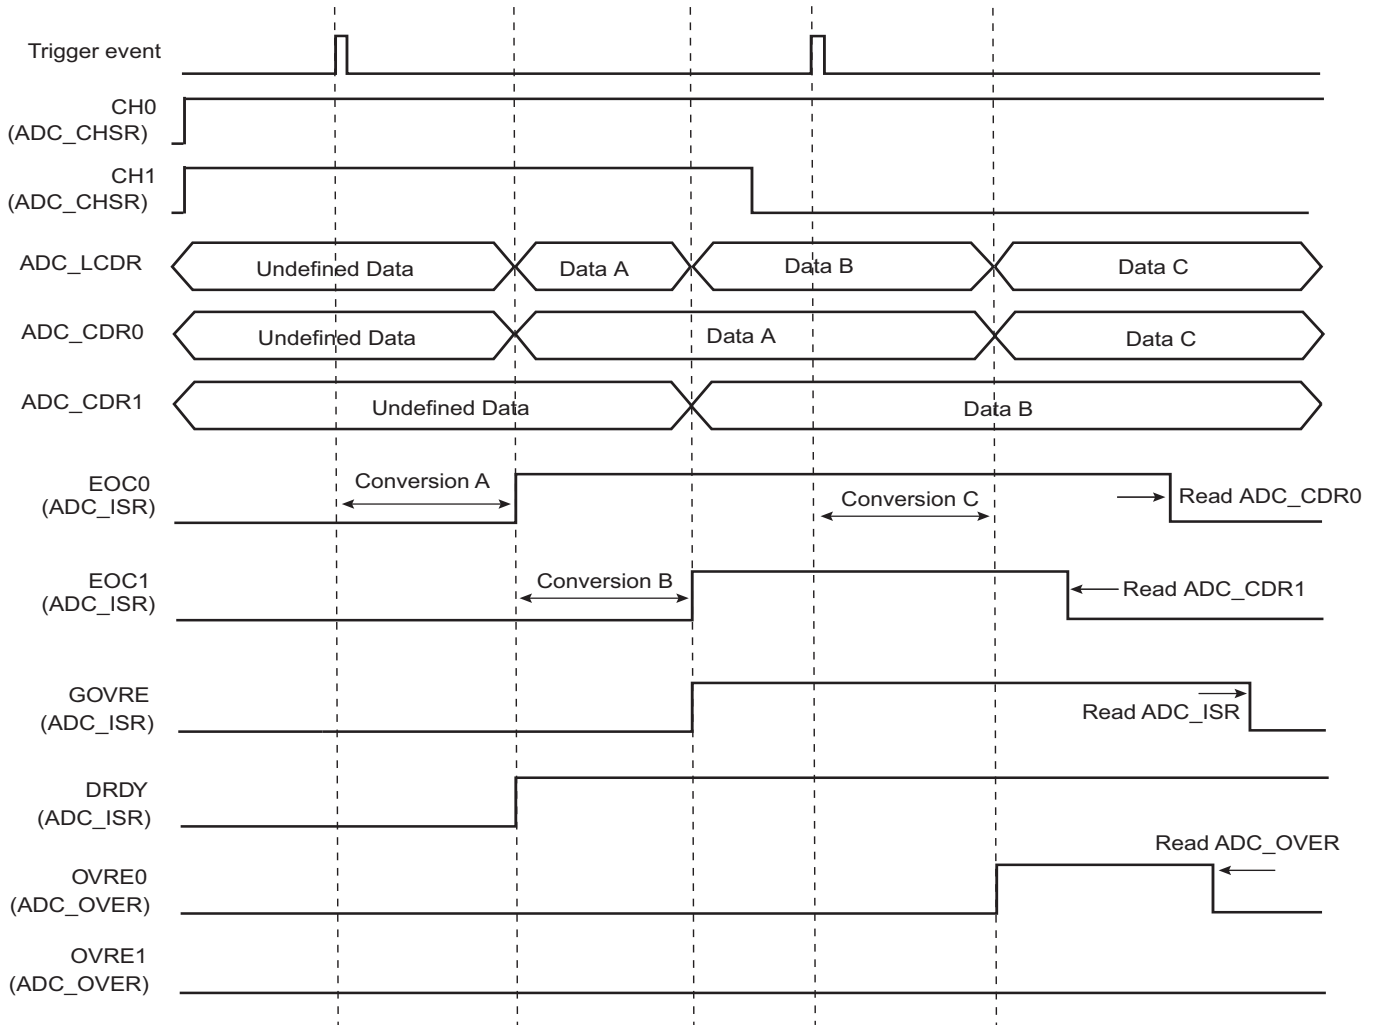 Trigger event
CH0
(ADC_CHSR)
CH1
(ADC_CHSR)
ADC_LCDR
Undefined Data
Data A
Data B
Data C
ADC_CDR0
Undefined Data
Data A
Data C
ADC_CDR1
Undefined Data
Data B
EOC0
(ADC_ISR)
Conversion A
Conversion C
Read ADC_CDR0
EOC1
(ADC_ISR)
Conversion B
Read ADC_CDR1
GOVRE
(ADC_ISR)
Read ADC_ISR
DRDY
(ADC_ISR)
Read ADC_OVER
OVRE0
(ADC_OVER)
OVRE1
(ADC_OVER)